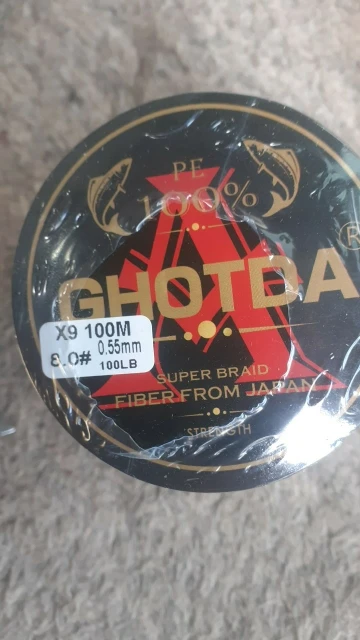 PE
100%
GHOTDA®
X9 100M
8.0# 0.55mm
100LB
SUPER BRAID
FIBER FROM JAPAN
STRENGTH